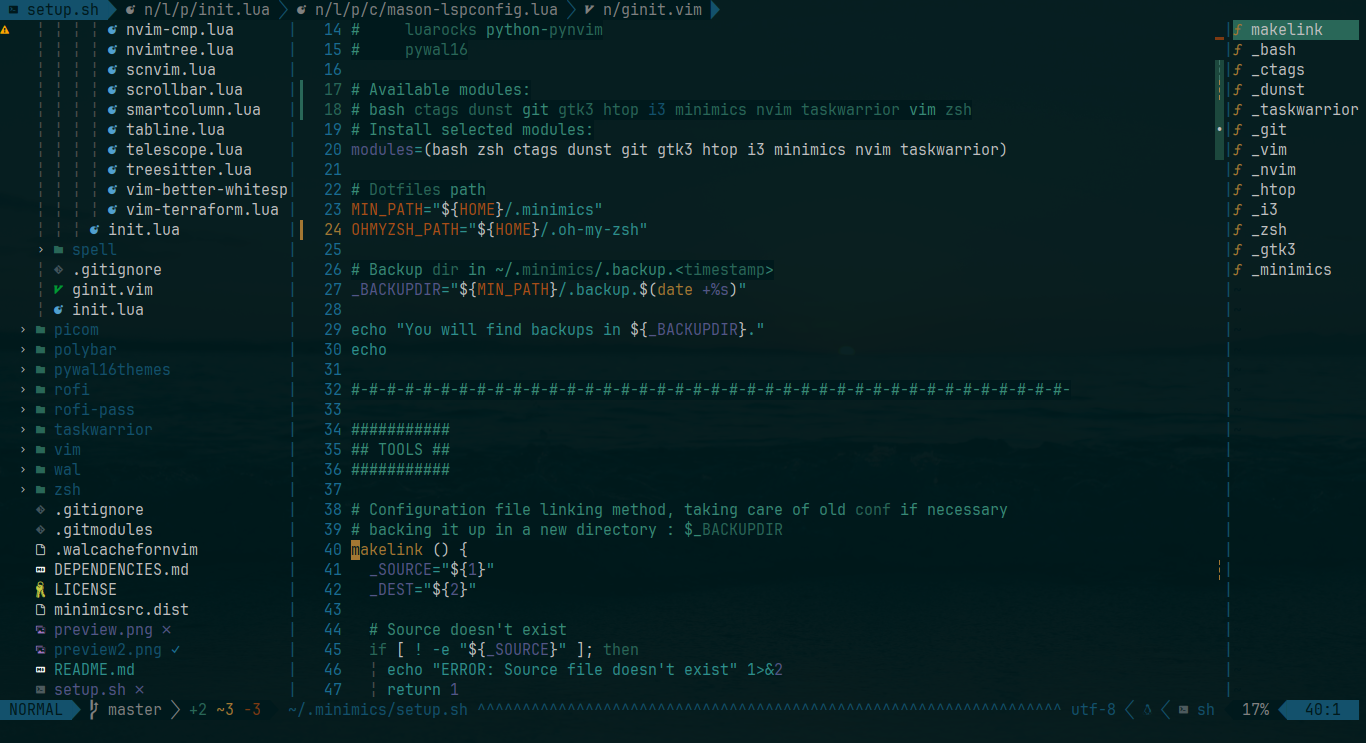 setup.sh n/l/p/init.lua n/l/p/c/mason-lspconfig.lua n/ginit.vim
nvim-cmp.lua
nvimtree.lua
scnvim.lua
scrollbar.lua
smartcolumn.lua
tabline.lua
telescope.lua
treesitter.lua
vim-better-whitesp
vim-terraform.lua
init.lua
spell
.gitignore
ginit.vim
init.lua
picom
polybar
pywal16themes
rofi
rofi-pass
taskwarrior
vim
wal
zsh
.gitignore
.gitmodules
.walcachefornvim
DEPENDENCIES.md
LICENSE
minimicsrc.dist
preview.png ×
preview2.png ✓
README.md
setup.sh ×
14 #     luarocks python-pynvim
15 #     pywal16
16
17 # Available modules:
18 # bash ctags dunst git gtk3 htop i3 minimics nvim taskwarrior vim zsh
19 # Install selected modules:
20 modules=(bash zsh ctags dunst git gtk3 htop i3 minimics nvim taskwarrior)
21
22 # Dotfiles path
23 MIN_PATH="${HOME}/.minimics"
24 OHMYZSH_PATH="${HOME}/.oh-my-zsh"
25
26 # Backup dir in ~/.minimics/.backup.<timestamp>
27 _BACKUPDIR="${MIN_PATH}/.backup.$(date +%s)"
28
29 echo "You will find backups in ${_BACKUPDIR}."
30 echo
31
32 #-#-#-#-#-#-#-#-#-#-#-#-#-#-#-#-#-#-#-#-#-#-#-#-#-#-#-#-#-#-#-#-#-#-#-#-#-#-#-#-
33
34 ###########
35 ## TOOLS ##
36 ###########
37
38 # Configuration file linking method, taking care of old conf if necessary
39 # backing it up in a new directory : $_BACKUPDIR
40 makelink () {
41   _SOURCE="${1}"
42   _DEST="${2}"
43
44   # Source doesn't exist
45   if [ ! -e "${_SOURCE}" ]; then
46     echo "ERROR: Source file doesn't exist" 1>&2
47     return 1
ƒ makelink
ƒ _bash
ƒ _ctags
ƒ _dunst
ƒ _taskwarrior
ƒ _git
ƒ _vim
ƒ _nvim
ƒ _htop
ƒ _i3
ƒ _zsh
ƒ _gtk3
ƒ _minimics
NORMAL master +2 ~3 -3 ~/.minimics/setup.sh ^^^^^^^^^^^^^^^^^^^^^^^^^^^^^^^^^^^^^^^^^^^^^^^^^^^^^^^^^^^^^^^^^ utf-8 sh 17% 40:1